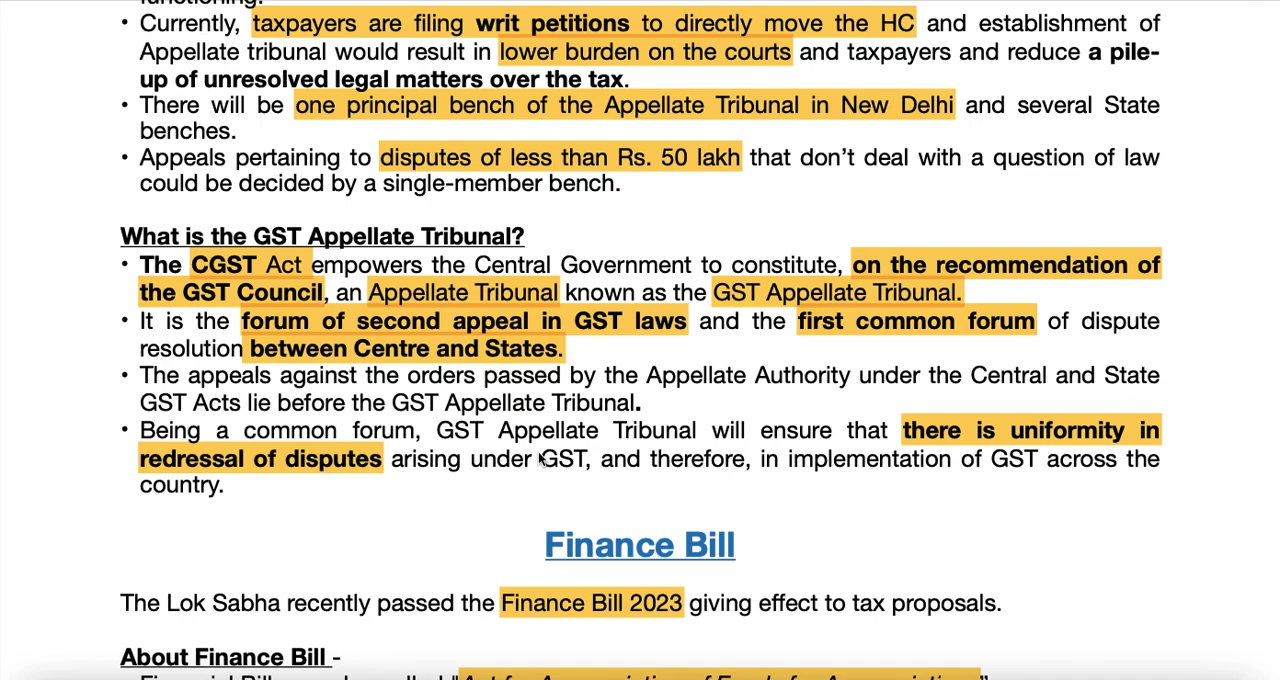 functioning.
• Currently, taxpayers are filing writ petitions to directly move the HC and establishment of
Appellate tribunal would result in lower burden on the courts and taxpayers and reduce a pile-
up of unresolved legal matters over the tax.
• There will be one principal bench of the Appellate Tribunal in New Delhi and several State
benches.
• Appeals pertaining to disputes of less than Rs. 50 lakh that don’t deal with a question of law
could be decided by a single-member bench.
What is the GST Appellate Tribunal?
• The CGST Act empowers the Central Government to constitute, on the recommendation of
the GST Council, an Appellate Tribunal known as the GST Appellate Tribunal.
• It is the forum of second appeal in GST laws and the first common forum of dispute
resolution between Centre and States.
• The appeals against the orders passed by the Appellate Authority under the Central and State
GST Acts lie before the GST Appellate Tribunal.
• Being a common forum, GST Appellate Tribunal will ensure that there is uniformity in
redressal of disputes arising under GST, and therefore, in implementation of GST across the
country.
Finance Bill
The Lok Sabha recently passed the Finance Bill 2023 giving effect to tax proposals.
About Finance Bill -